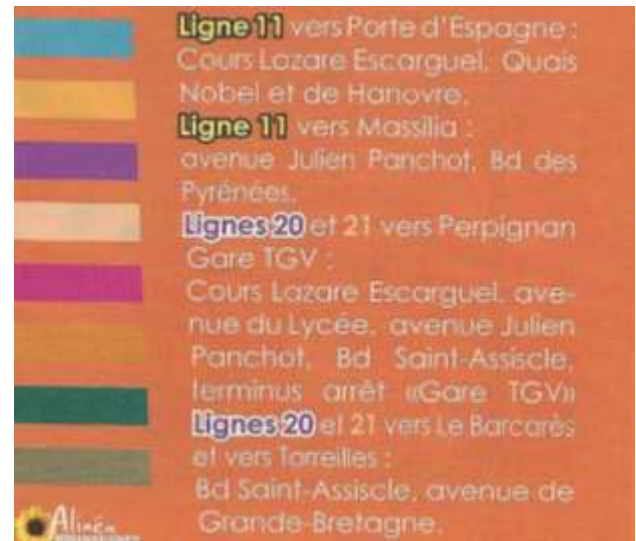 Ligne 11 vers Porte d'Espagne :
Cours Lazare Escarguel, Quais
Nobel et de Hanovre.
Ligne 11 vers Massilia :
avenue Julien Panchot, Bd des
Pyrénées.
Lignes 20 et 21 vers Perpignan
Gare TGV :
Cours Lazare Escarguel, ave-
nue du Lycée, avenue Julien
Panchot, Bd Saint-Assiscle,
terminus arrêt «Gare TGV»
Lignes 20 et 21 vers Le Barcarès
et vers Torreilles :
Bd Saint-Assiscle, avenue de
Grande-Bretagne.
Alinéa